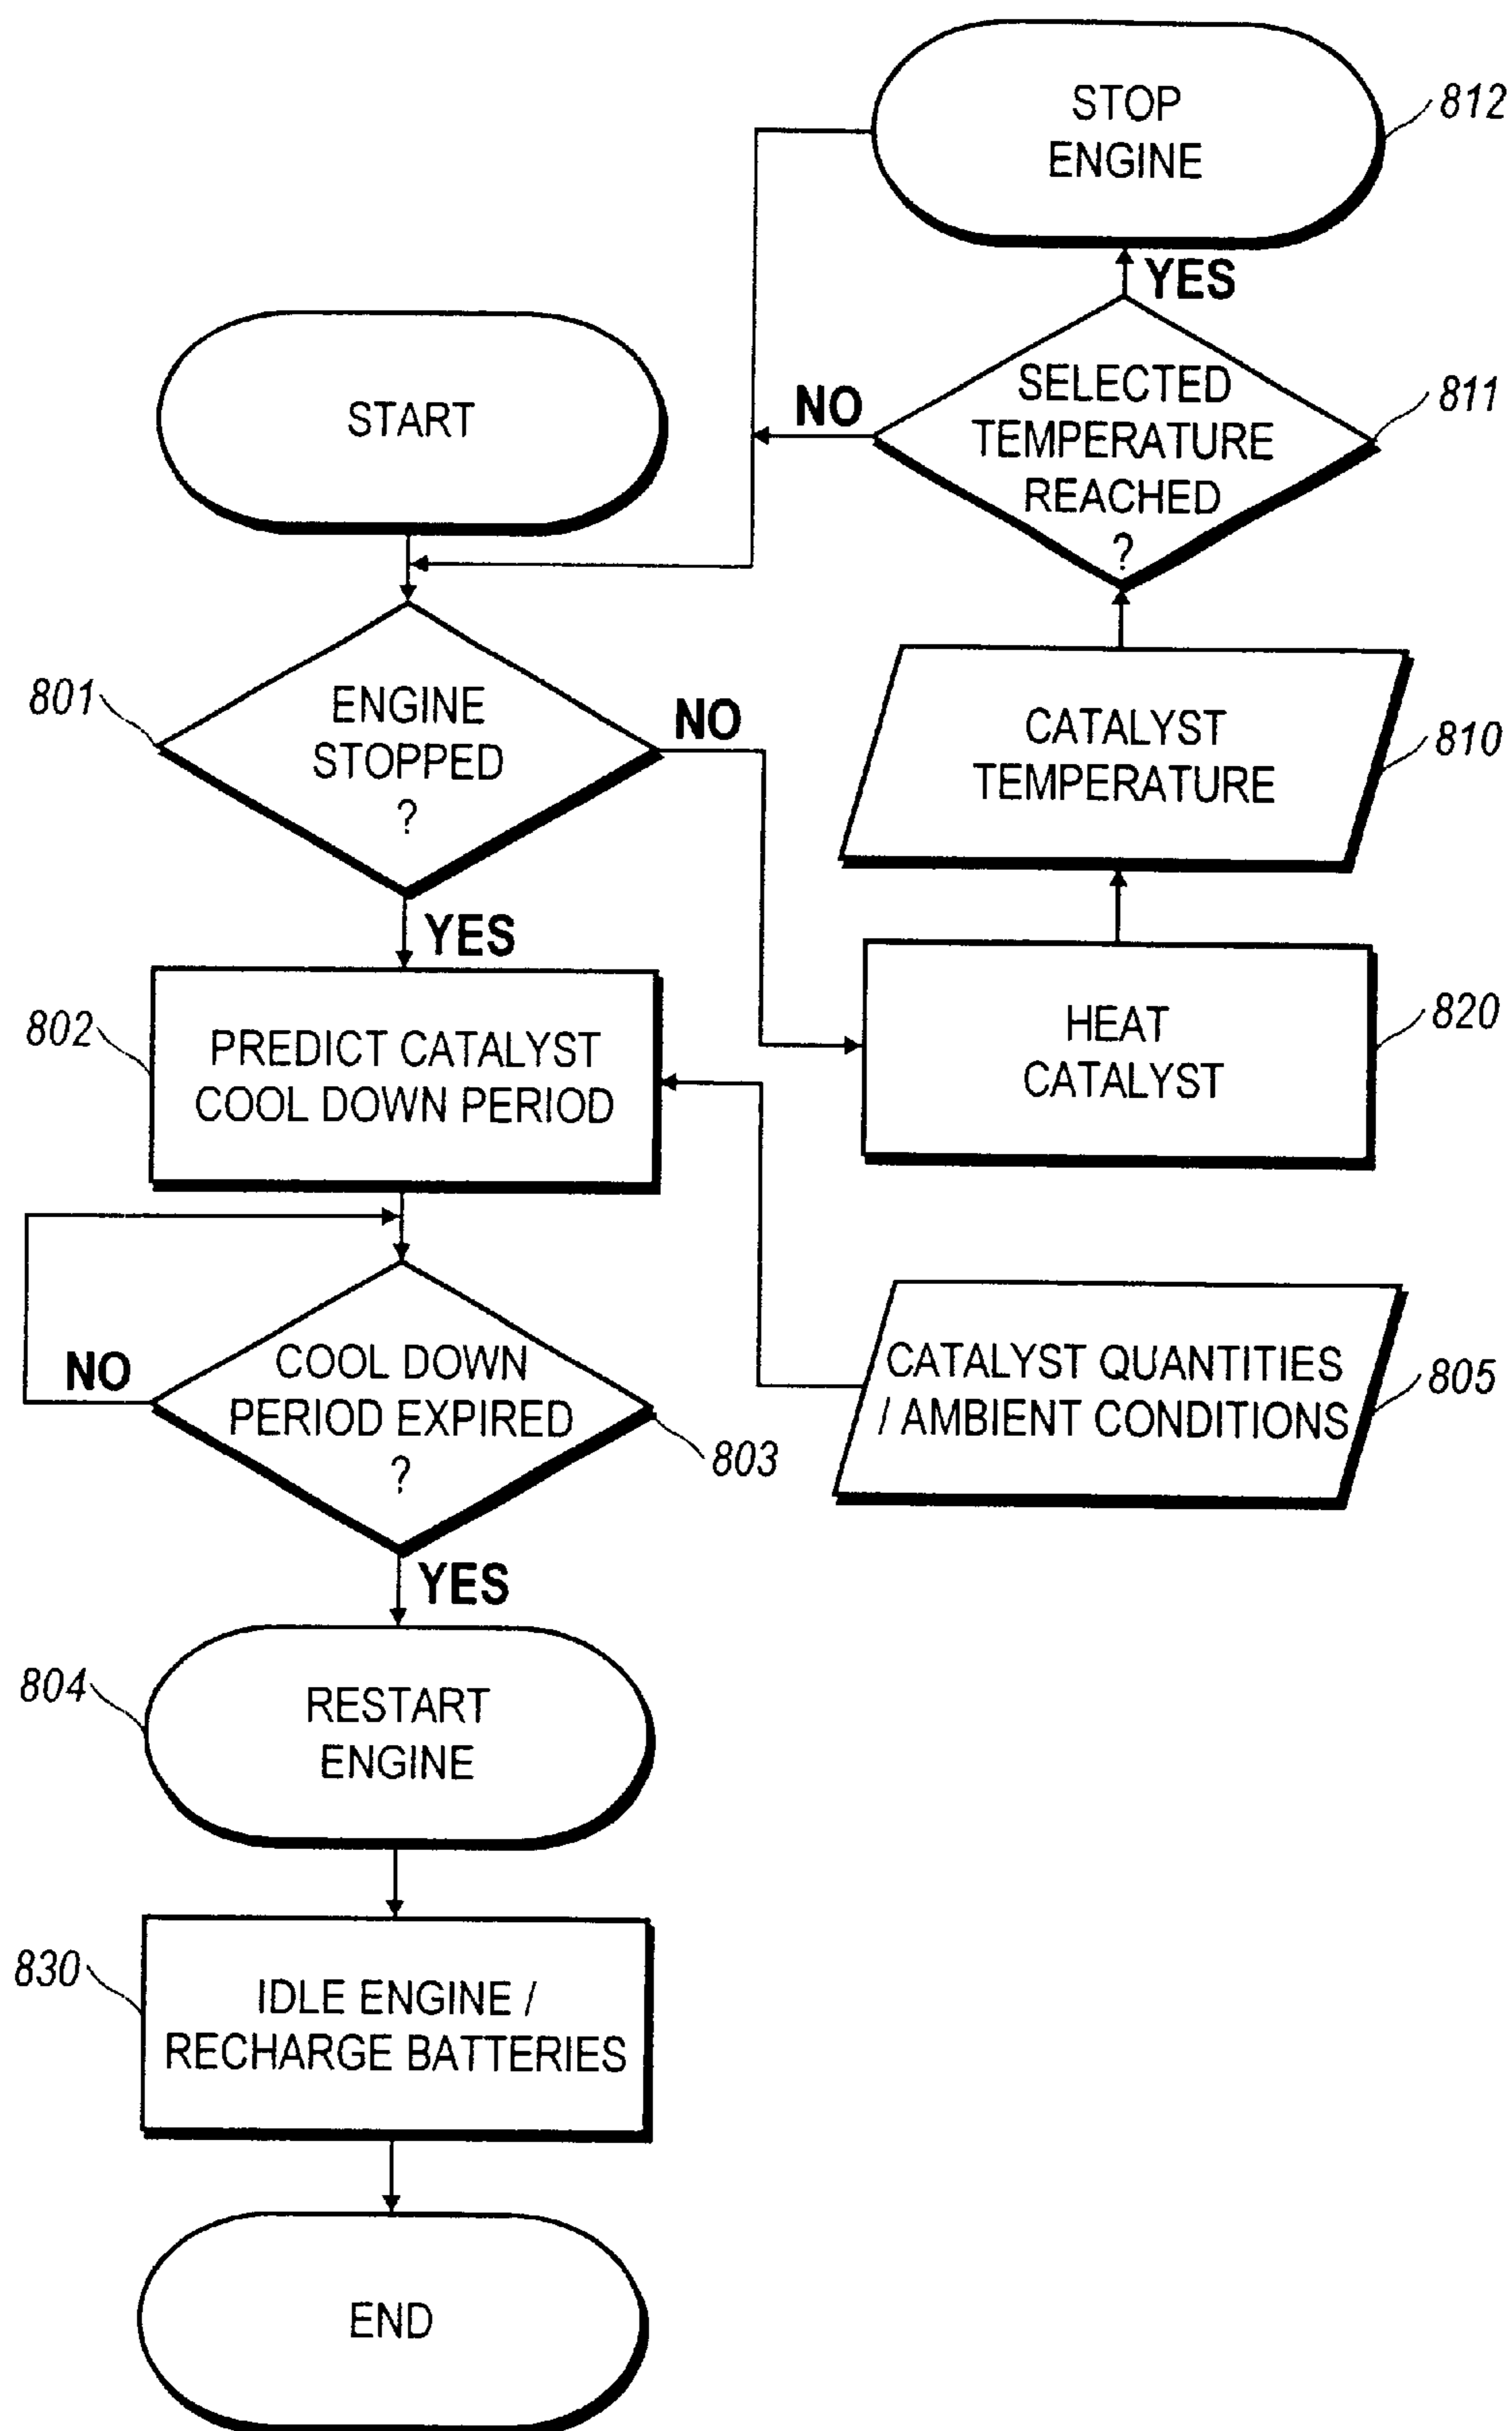 STOP
ENGINE
812
YES
SELECTED
TEMPERATURE
REACHED
?
811
NO
START
ENGINE
STOPPED
?
801
NO
YES
CATALYST
TEMPERATURE
810
HEAT
CATALYST
820
802
PREDICT CATALYST
COOL DOWN PERIOD
NO
COOL DOWN
PERIOD EXPIRED
?
803
CATALYST QUANTITIES
/ AMBIENT CONDITIONS
805
YES
804
RESTART
ENGINE
830
IDLE ENGINE /
RECHARGE BATTERIES
END